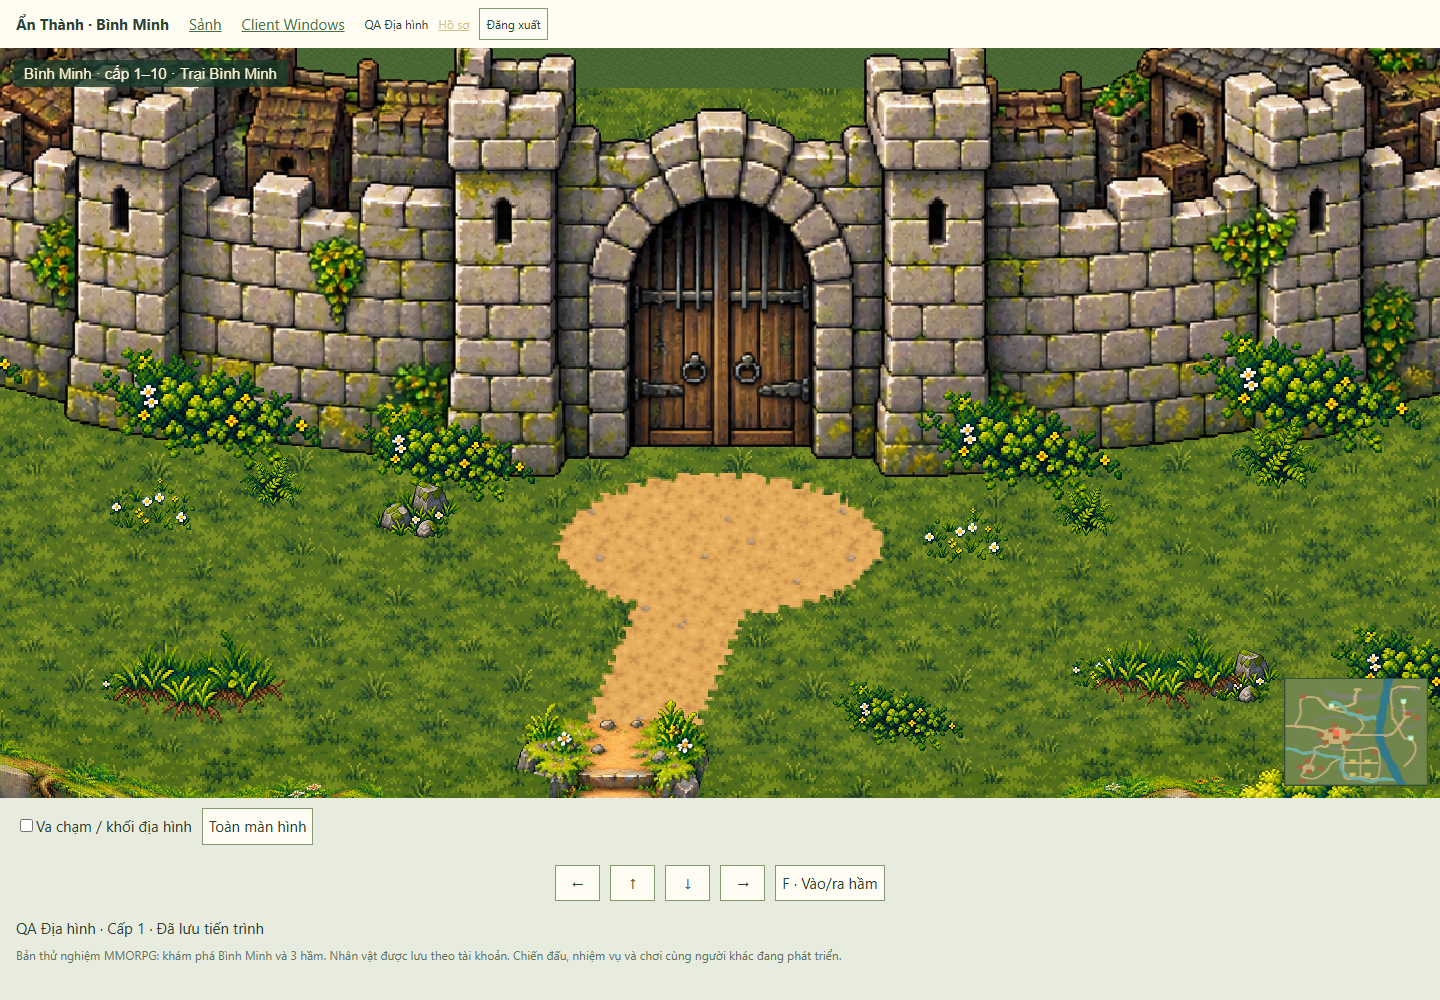 Ẩn Thành · Bình Minh Sảnh Client Windows QA Địa hình Hồ sơ Đăng xuất
Bình Minh · cấp 1–10 · Trại Bình Minh
Va chạm / khối địa hình Toàn màn hình
← ↑ ↓ → F · Vào/ra hầm
QA Địa hình · Cấp 1 · Đã lưu tiến trình
Bản thử nghiệm MMORPG: khám phá Bình Minh và 3 hầm. Nhân vật được lưu theo tài khoản. Chiến đấu, nhiệm vụ và chơi cùng người khác đang phát triển.